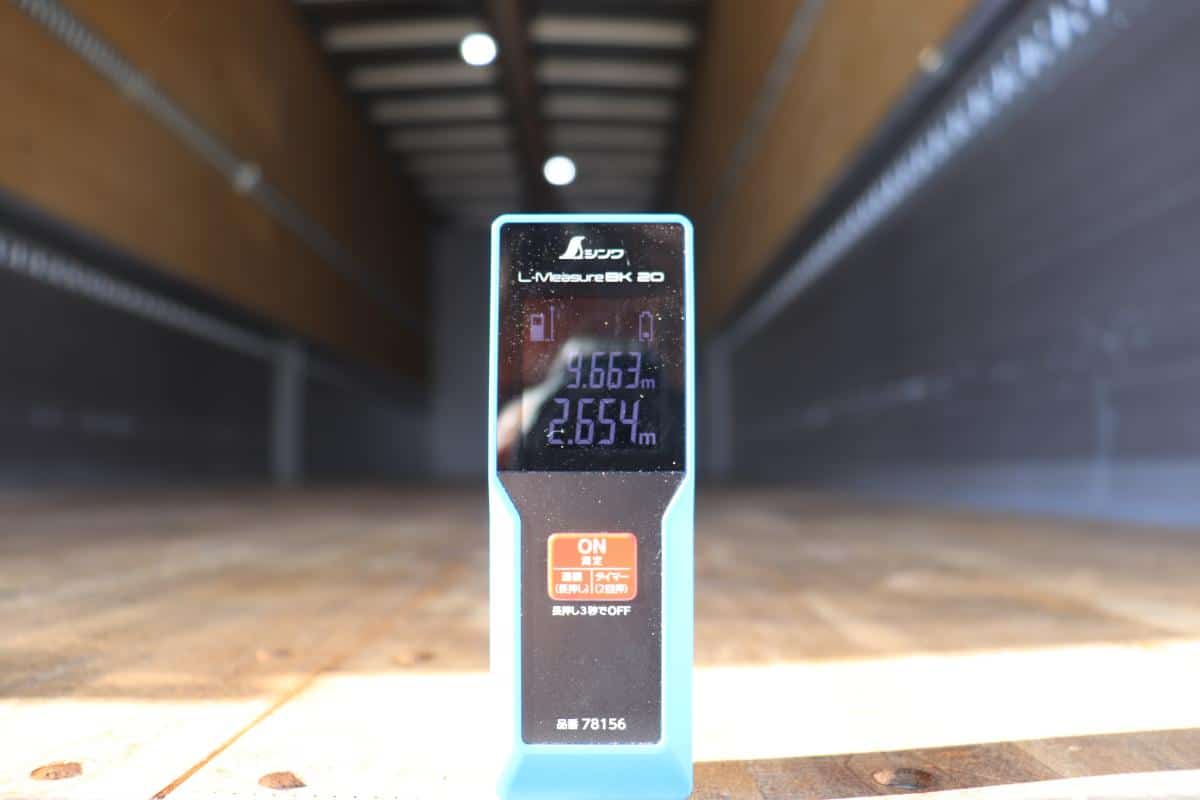 シンワ
L-Measure BK 20
9.663m
2.654m
ON
測定
連続 タイマー
(長押し) (2回押)
長押し3秒でOFF
品番 78156